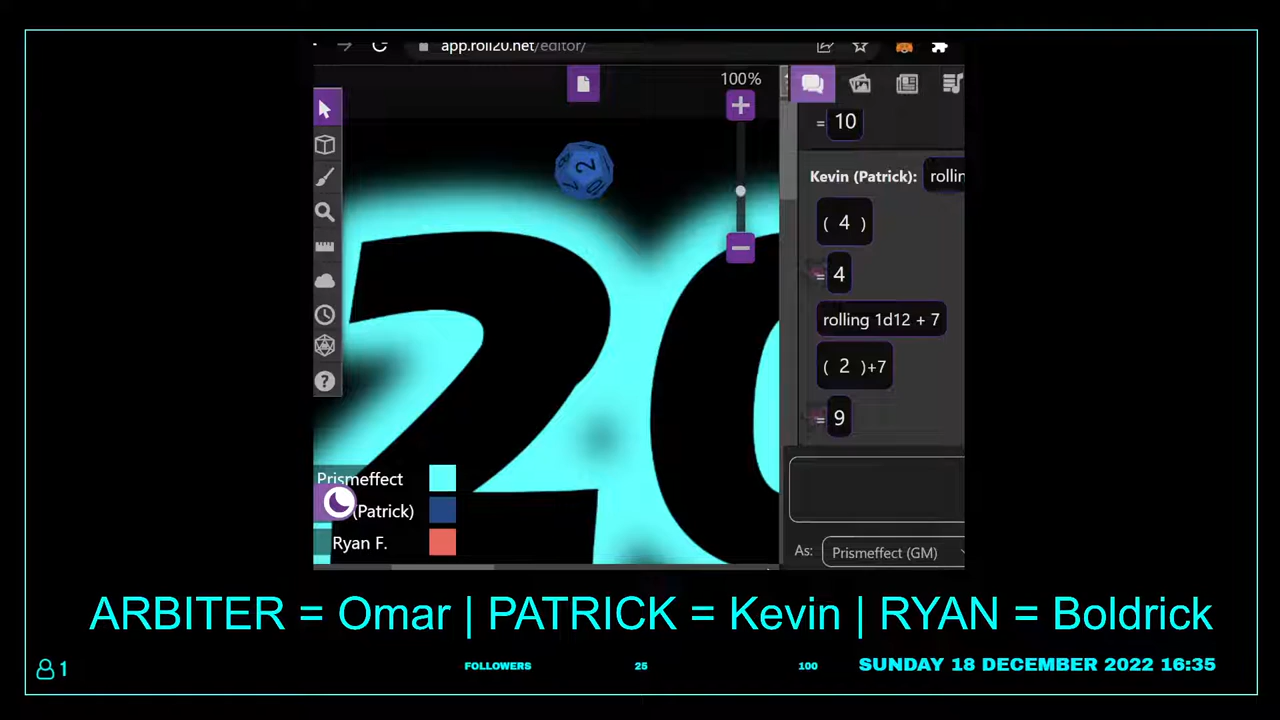 app.roll20.net/editor/
100%
= 10
Kevin (Patrick):
( 4 )
= 4
rolling 1d12 + 7
( 2 )+7
= 9
2
20
Prismeffect
(Patrick)
Ryan F.
As: Prismeffect (GM)
ARBITER = Omar | PATRICK = Kevin | RYAN = Boldrick
1
FOLLOWERS 25 100 SUNDAY 18 DECEMBER 2022 16:35